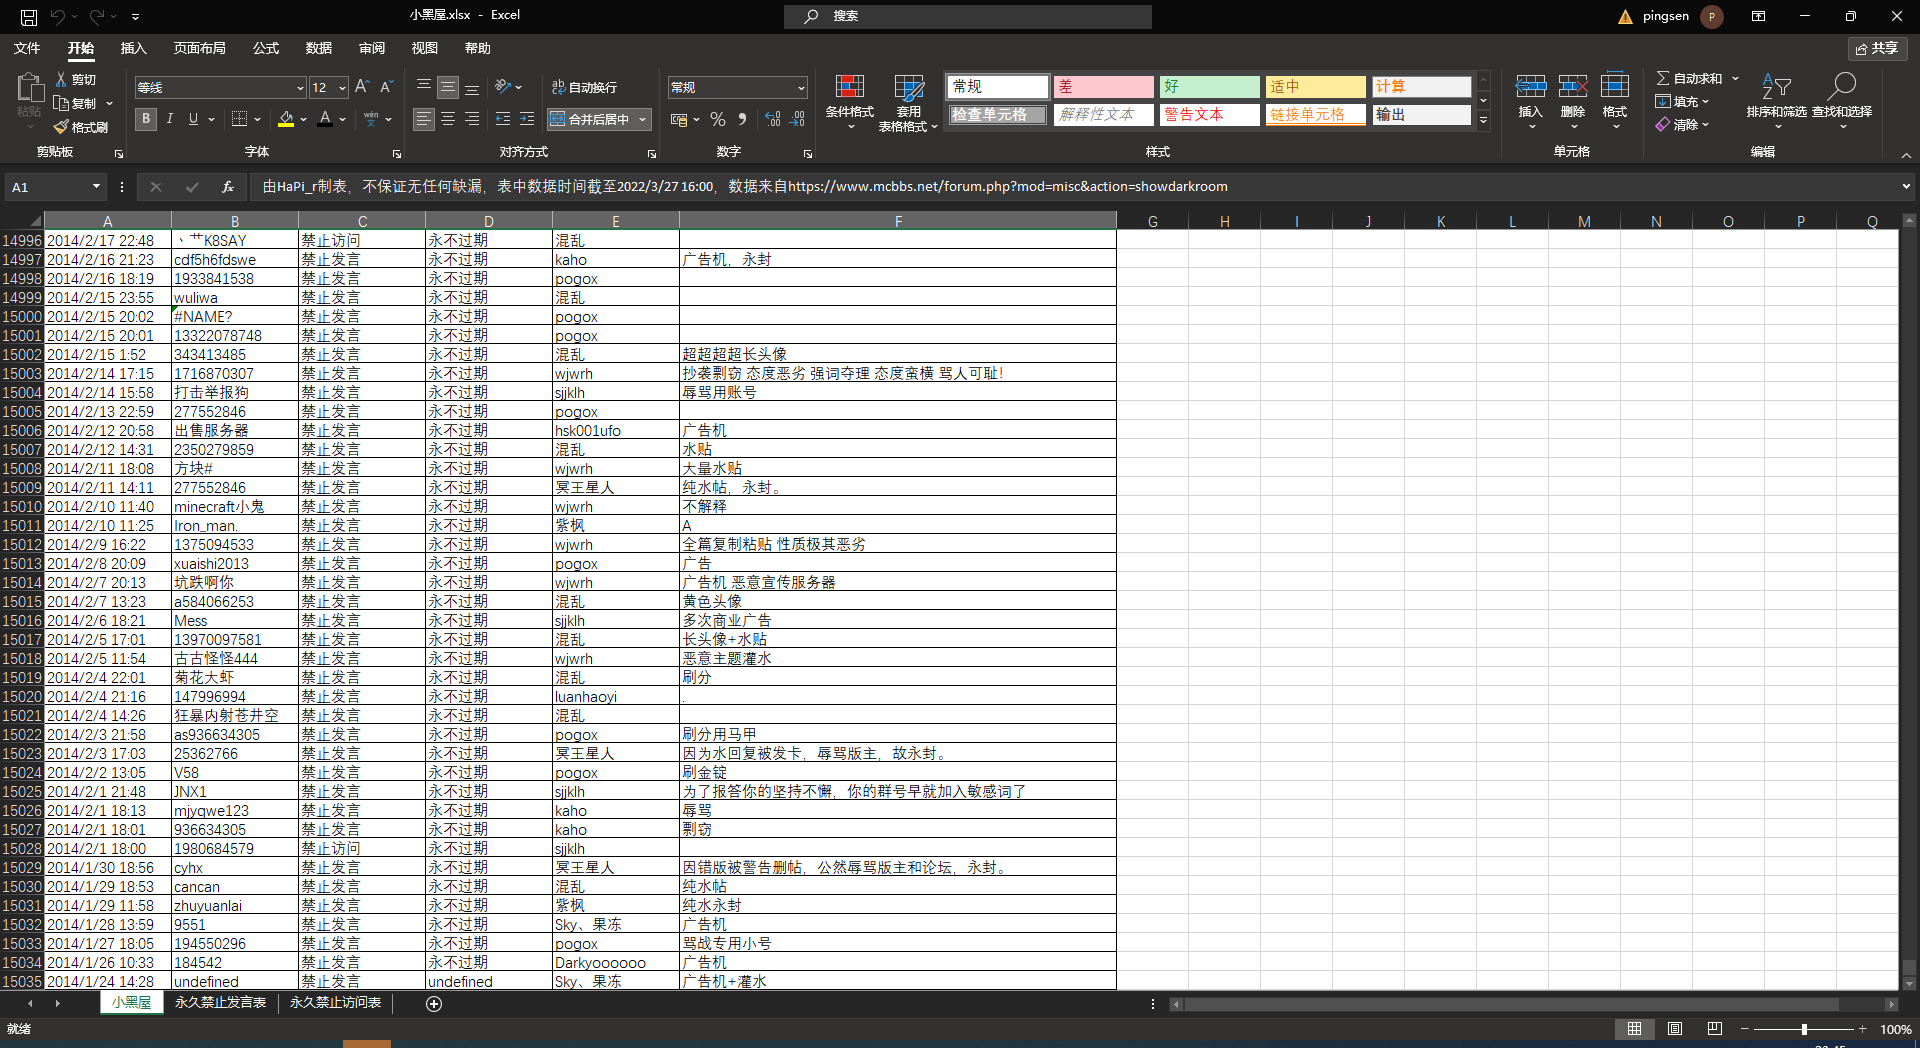 小黑屋.xlsx - Excel
搜索
pingsen
P
文件 开始 插入 页面布局 公式 数据 审阅 视图 帮助
共享
粘贴
剪切
复制
格式刷
剪贴板
等线 12
B I U
字体
自动换行
合并后居中
对齐方式
常规
数字
条件格式
套用
表格格式
常规 差 好 适中 计算
检查单元格 解释性文本 警告文本 链接单元格 输出
样式
插入 删除 格式
单元格
自动求和
填充
清除
排序和筛选 查找和选择
编辑
A1
fx
由HaPi_r制表，不保证无任何缺漏，表中数据时间截至2022/3/27 16:00，数据来自https://www.mcbbs.net/forum.php?mod=misc&action=showdarkroom
A B C D E F G H I J K L M N O P Q
14996 2014/2/17 22:48 丶艹K8SAY 禁止访问 永不过期 混乱
14997 2014/2/16 21:23 cdf5h6fdswe 禁止发言 永不过期 kaho 广告机，永封
14998 2014/2/16 18:19 1933841538 禁止发言 永不过期 pogox
14999 2014/2/15 23:55 wuliwa 禁止发言 永不过期 混乱
15000 2014/2/15 20:02 #NAME? 禁止发言 永不过期 pogox
15001 2014/2/15 20:01 13322078748 禁止发言 永不过期 pogox
15002 2014/2/15 1:52 343413485 禁止发言 永不过期 混乱 超超超超长头像
15003 2014/2/14 17:15 1716870307 禁止发言 永不过期 wjwrh 抄袭剽窃 态度恶劣 强词夺理 态度蛮横 骂人可耻！
15004 2014/2/14 15:58 打击举报狗 禁止发言 永不过期 sjjklh 辱骂用账号
15005 2014/2/13 22:59 277552846 禁止发言 永不过期 pogox
15006 2014/2/12 20:58 出售服务器 禁止发言 永不过期 hsk001ufo 广告机
15007 2014/2/12 14:31 2350279859 禁止发言 永不过期 混乱 水贴
15008 2014/2/11 18:08 方块# 禁止发言 永不过期 wjwrh 大量水贴
15009 2014/2/11 14:11 277552846 禁止发言 永不过期 冥王星人 纯水帖，永封。
15010 2014/2/10 11:40 minecraft小鬼 禁止发言 永不过期 wjwrh 不解释
15011 2014/2/10 11:25 Iron_man. 禁止发言 永不过期 紫枫 A
15012 2014/2/9 16:22 1375094533 禁止发言 永不过期 wjwrh 全篇复制粘贴 性质极其恶劣
15013 2014/2/8 20:09 xuaishi2013 禁止发言 永不过期 pogox 广告
15014 2014/2/7 20:13 坑跌啊你 禁止发言 永不过期 wjwrh 广告机 恶意宣传服务器
15015 2014/2/7 13:23 a584066253 禁止发言 永不过期 混乱 黄色头像
15016 2014/2/6 18:21 Mess 禁止发言 永不过期 sjjklh 多次商业广告
15017 2014/2/5 17:01 13970097581 禁止发言 永不过期 混乱 长头像+水贴
15018 2014/2/5 11:54 古古怪怪444 禁止发言 永不过期 wjwrh 恶意主题灌水
15019 2014/2/4 22:01 菊花大虾 禁止发言 永不过期 混乱 刷分
15020 2014/2/4 21:16 147996994 禁止发言 永不过期 luanhaoyi .
15021 2014/2/4 14:26 狂暴内射苍井空 禁止发言 永不过期 混乱
15022 2014/2/3 21:58 as936634305 禁止发言 永不过期 pogox 刷分用马甲
15023 2014/2/3 17:03 25362766 禁止发言 永不过期 冥王星人 因为水回复被发卡，辱骂版主，故永封。
15024 2014/2/2 13:05 V58 禁止发言 永不过期 pogox 刷金锭
15025 2014/2/1 21:48 JNX1 禁止发言 永不过期 sjjklh 为了报答你的坚持不懈，你的群号早就加入敏感词了
15026 2014/2/1 18:13 mjyqwe123 禁止发言 永不过期 kaho 辱骂
15027 2014/2/1 18:01 936634305 禁止发言 永不过期 kaho 剽窃
15028 2014/2/1 18:00 1980684579 禁止访问 永不过期 sjjklh
15029 2014/1/30 18:56 cyhx 禁止发言 永不过期 冥王星人 因错版被警告删帖，公然辱骂版主和论坛，永封。
15030 2014/1/29 18:53 cancan 禁止发言 永不过期 混乱 纯水帖
15031 2014/1/29 11:58 zhuyuanlai 禁止发言 永不过期 紫枫 纯水永封
15032 2014/1/28 13:59 9551 禁止发言 永不过期 Sky、果冻 广告机
15033 2014/1/27 18:05 194550296 禁止发言 永不过期 pogox 骂战专用小号
15034 2014/1/26 10:33 184542 禁止发言 永不过期 Darkyoooooo 广告机
15035 2014/1/24 14:28 undefined 禁止发言 undefined Sky、果冻 广告机+灌水
小黑屋 永久禁止发言表 永久禁止访问表
就绪
100%